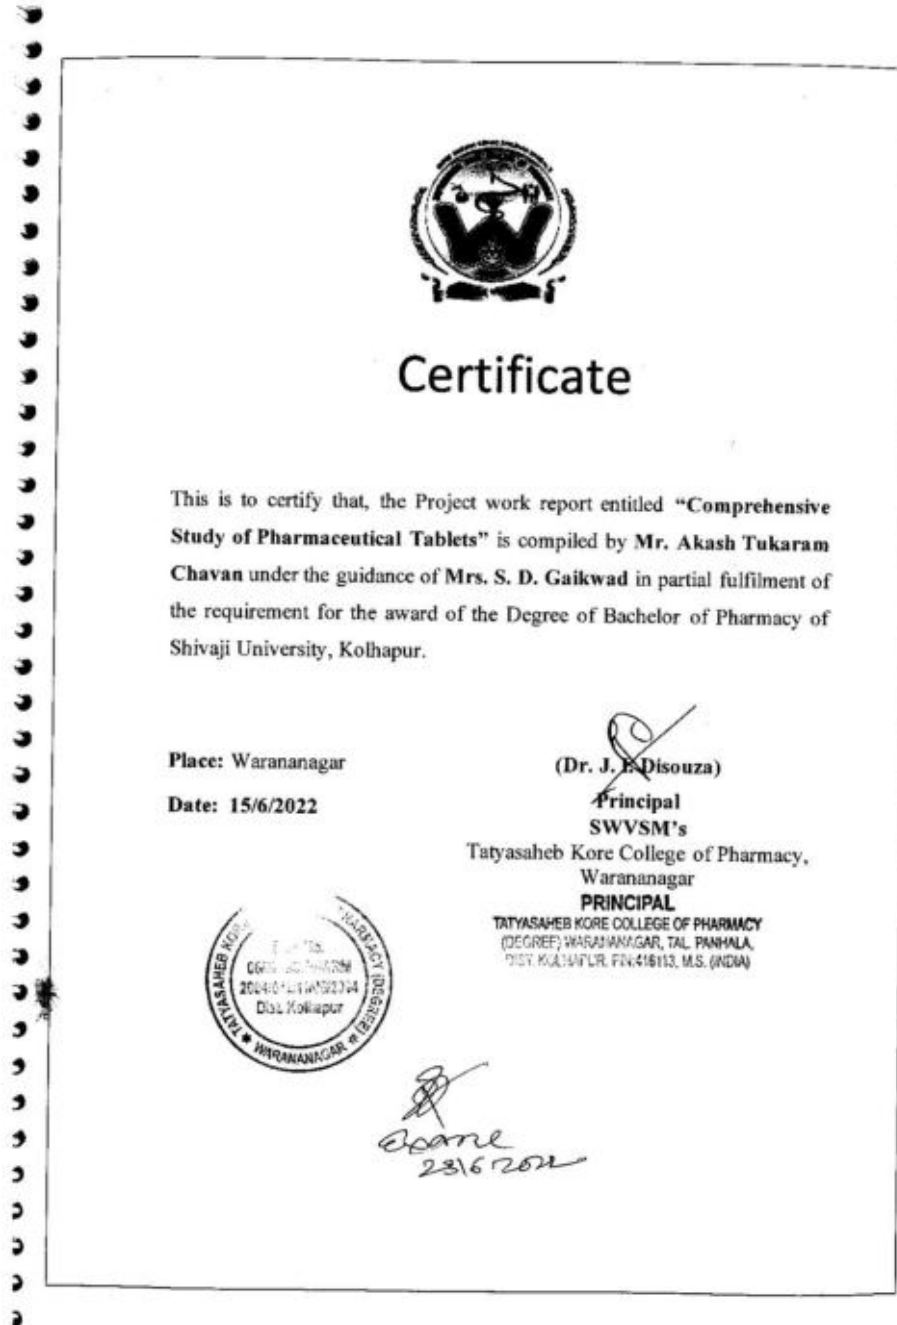 Certificate
This is to certify that, the Project work report entitled “Comprehensive
Study of Pharmaceutical Tablets” is compiled by Mr. Akash Tukaram
Chavan under the guidance of Mrs. S. D. Gaikwad in partial fulfilment of
the requirement for the award of the Degree of Bachelor of Pharmacy of
Shivaji University, Kolhapur.
Place: Warananagar
Date: 15/6/2022
(Dr. J. I. Disouza)
Principal
SWVSM's
Tatyasaheb Kore College of Pharmacy,
Warananagar
PRINCIPAL
TATYASAHEB KORE COLLEGE OF PHARMACY
(DEGREE) WARANANAGAR, TAL. PANHALA,
DIST. KOLHAPUR. PIN:416113, M.S. (INDIA)
TATYASAHEB KORE PHARMACY (DEGREE)
Dist. Kolhapur
WARANANAGAR
23/6/2022